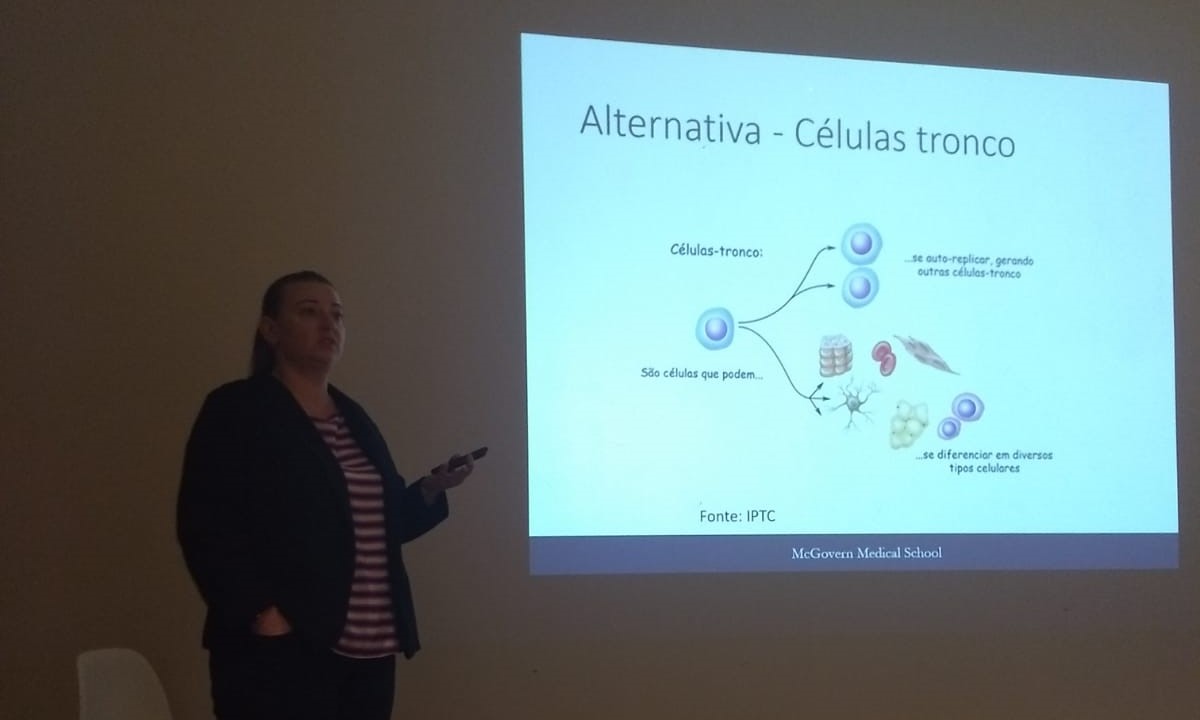 Alternativa - Células tronco
Células-tronco:
...se auto-replicar, gerando
outras células-tronco
São células que podem...
...se diferenciar em diversos
tipos celulares
Fonte: IPTC
McGovern Medical School